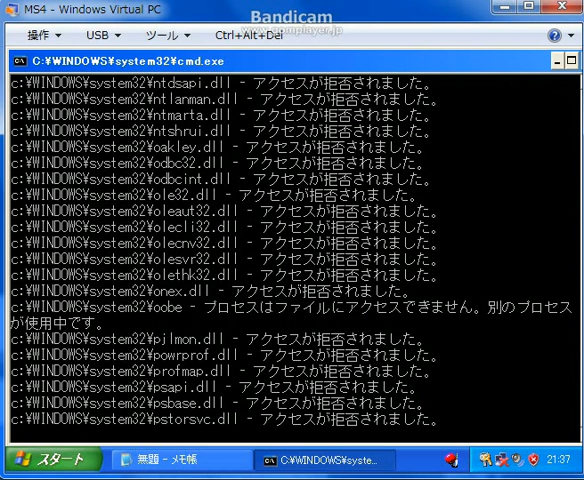 MS4 - Windows Virtual PC
Bandicam
www.gomplayer.jp
操作 USB ツール Ctrl+Alt+Del
C:¥WINDOWS¥system32¥cmd.exe
c:¥WINDOWS¥system32¥ntdsapi.dll - アクセスが拒否されました。
c:¥WINDOWS¥system32¥ntlanman.dll - アクセスが拒否されました。
c:¥WINDOWS¥system32¥ntmarta.dll - アクセスが拒否されました。
c:¥WINDOWS¥system32¥ntshrui.dll - アクセスが拒否されました。
c:¥WINDOWS¥system32¥oakley.dll - アクセスが拒否されました。
c:¥WINDOWS¥system32¥odbc32.dll - アクセスが拒否されました。
c:¥WINDOWS¥system32¥odbcint.dll - アクセスが拒否されました。
c:¥WINDOWS¥system32¥ole32.dll - アクセスが拒否されました。
c:¥WINDOWS¥system32¥oleaut32.dll - アクセスが拒否されました。
c:¥WINDOWS¥system32¥olecli32.dll - アクセスが拒否されました。
c:¥WINDOWS¥system32¥olecnv32.dll - アクセスが拒否されました。
c:¥WINDOWS¥system32¥olesvr32.dll - アクセスが拒否されました。
c:¥WINDOWS¥system32¥olethk32.dll - アクセスが拒否されました。
c:¥WINDOWS¥system32¥onex.dll - アクセスが拒否されました。
c:¥WINDOWS¥system32¥oobe - プロセスはファイルにアクセスできません。別のプロセス
が使用中です。
c:¥WINDOWS¥system32¥pjlmon.dll - アクセスが拒否されました。
c:¥WINDOWS¥system32¥powrprof.dll - アクセスが拒否されました。
c:¥WINDOWS¥system32¥profmap.dll - アクセスが拒否されました。
c:¥WINDOWS¥system32¥psapi.dll - アクセスが拒否されました。
c:¥WINDOWS¥system32¥psbase.dll - アクセスが拒否されました。
c:¥WINDOWS¥system32¥pstorsvc.dll - アクセスが拒否されました。
スタート 無題 - メモ帳 C:¥WINDOWS¥syste... 21:37